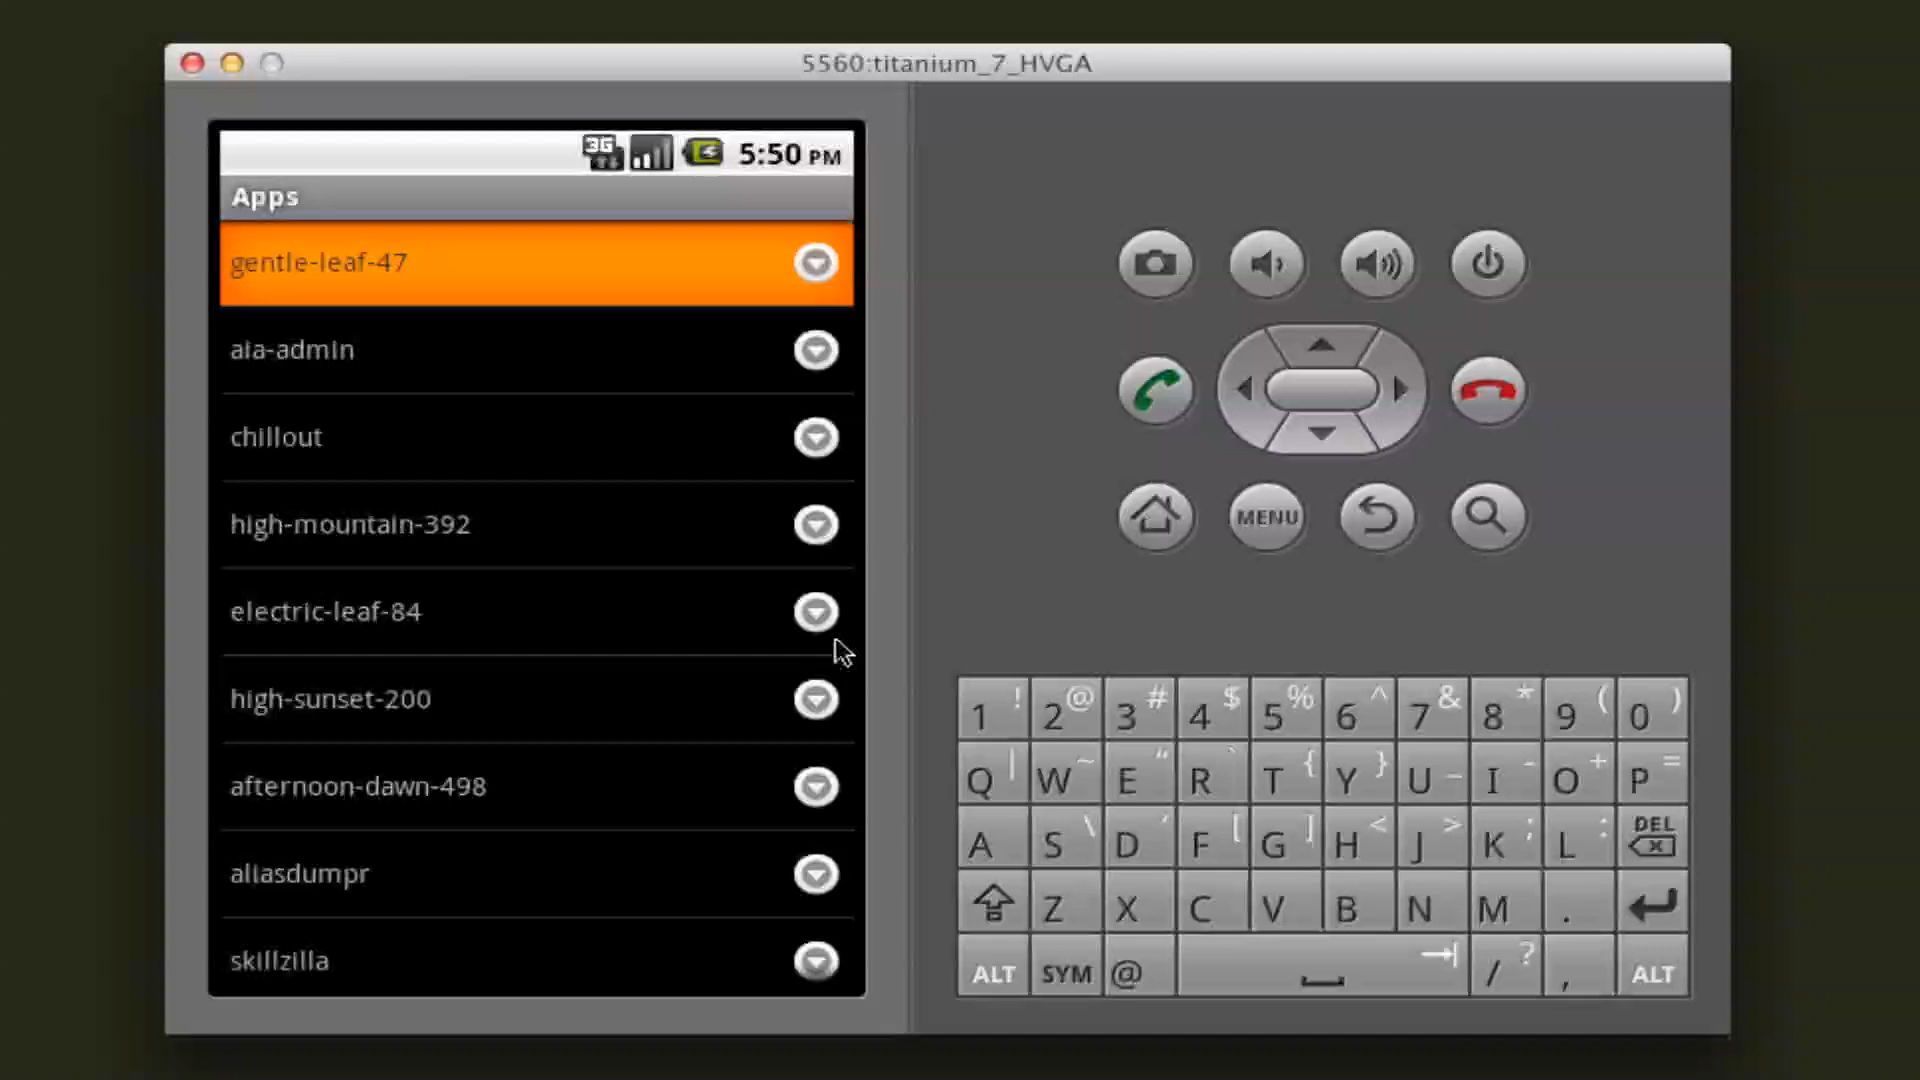 5560:titanium_7_HVGA
3G 5:50 PM
Apps
gentle-leaf-47
aia-admin
chillout
high-mountain-392
electric-leaf-84
high-sunset-200
afternoon-dawn-498
aliasdumpr
skillzilla
MENU
1 ! 2 @ 3 # 4 $ 5 % 6 ^ 7 & 8 * 9 ( 0 )
Q | W ~ E “ R ` T { Y } U _ I - O + P =
A S \ D ' F [ G ] H < J > K ; L : DEL
Z X C V B N M .
ALT SYM @ / ? , ALT